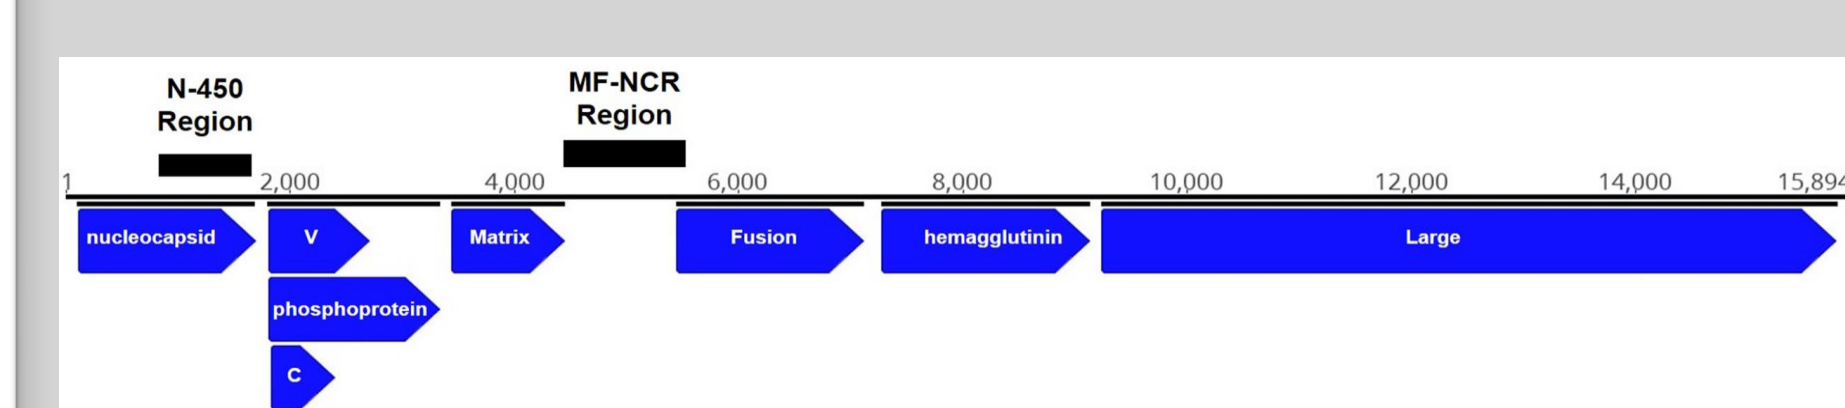 N-450
Region
MF-NCR
Region
1 2,000 4,000 6,000 8,000 10,000 12,000 14,000 15,894
nucleocapsid V Matrix Fusion hemagglutinin Large
phosphoprotein
C